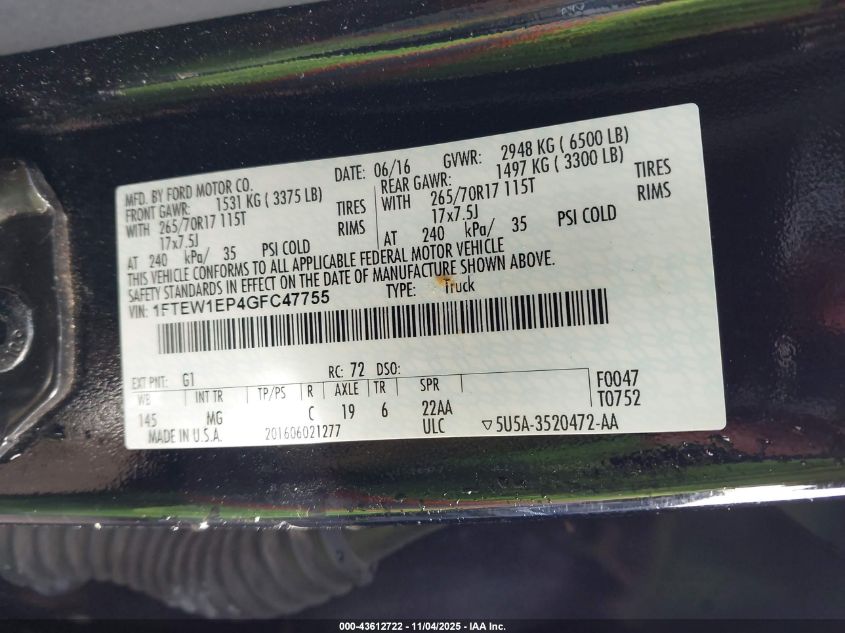 MFD. BY FORD MOTOR CO.
DATE: 06/16 GVWR: 2948 KG ( 6500 LB)
FRONT GAWR: 1531 KG ( 3375 LB)
REAR GAWR: 1497 KG ( 3300 LB)
WITH 265/70R17 115T TIRES
WITH 265/70R17 115T TIRES
17x7.5J RIMS
17x7.5J RIMS
AT 240 kPa/ 35 PSI COLD
AT 240 kPa/ 35 PSI COLD
THIS VEHICLE CONFORMS TO ALL APPLICABLE FEDERAL MOTOR VEHICLE
SAFETY STANDARDS IN EFFECT ON THE DATE OF MANUFACTURE SHOWN ABOVE.
VIN: 1FTEW1EP4GFC47755 TYPE: Truck
EXT PNT: G1 RC: 72 DSO:
WB INT TR TP/PS R AXLE TR SPR F0047
145 MG C 19 6 22AA T0752
ULC
MADE IN U.S.A. 201606021277 ▽5U5A-3520472-AA
000-43612722 - 11/04/2025 - IAA Inc.